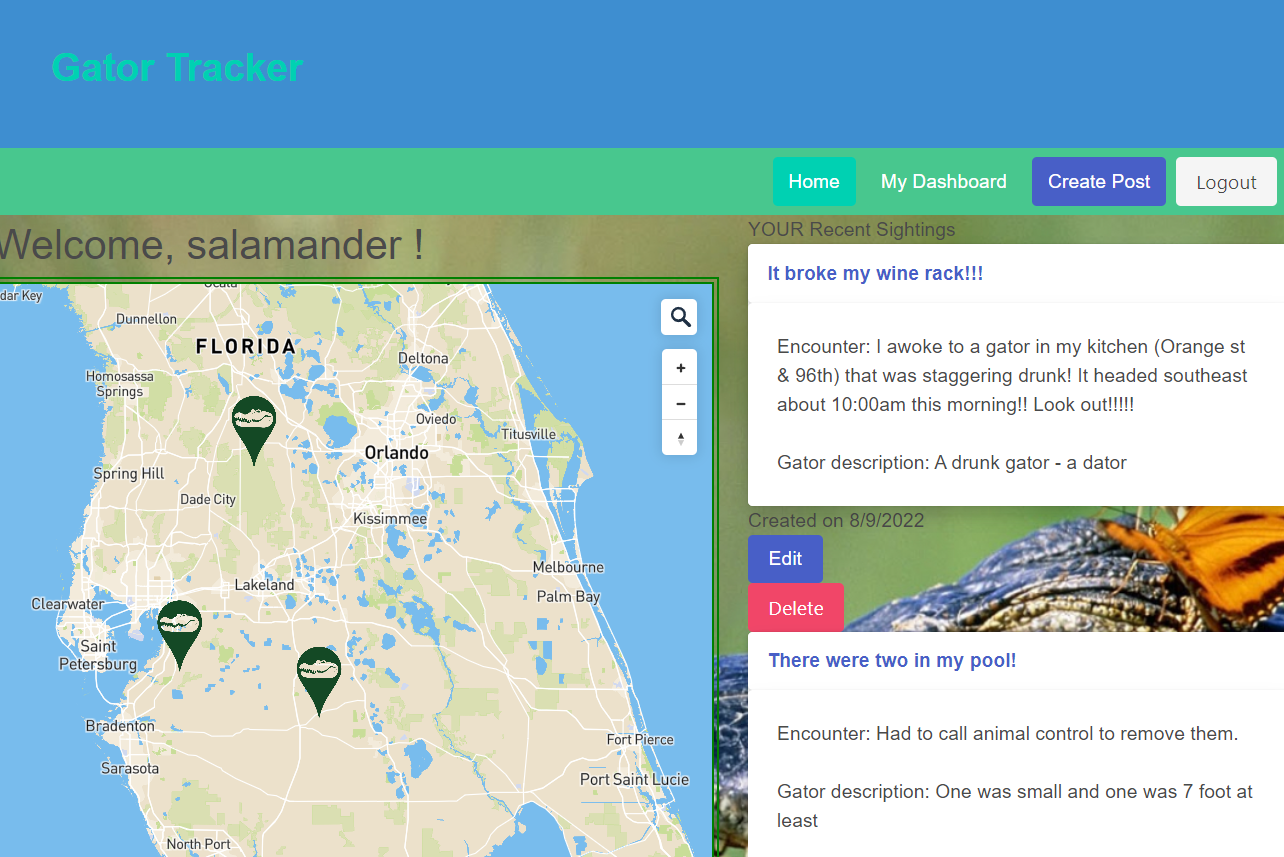 Gator Tracker
Home
My Dashboard
Create Post
Logout
Welcome, salamander !
dar Key
Ocala
Dunnellon
FLORIDA
Deltona
Homosassa
Springs
Oviedo
Titusville
Orlando
Spring Hill
Dade City
Kissimmee
Melbourne
Lakeland
Palm Bay
Clearwater
Saint
Petersburg
Bradenton
Fort Pierce
Sarasota
Port Saint Lucie
North Port
+
−
YOUR Recent Sightings
It broke my wine rack!!!
Encounter: I awoke to a gator in my kitchen (Orange st
& 96th) that was staggering drunk! It headed southeast
about 10:00am this morning!! Look out!!!!!
Gator description: A drunk gator - a dator
Created on 8/9/2022
Edit
Delete
There were two in my pool!
Encounter: Had to call animal control to remove them.
Gator description: One was small and one was 7 foot at
least